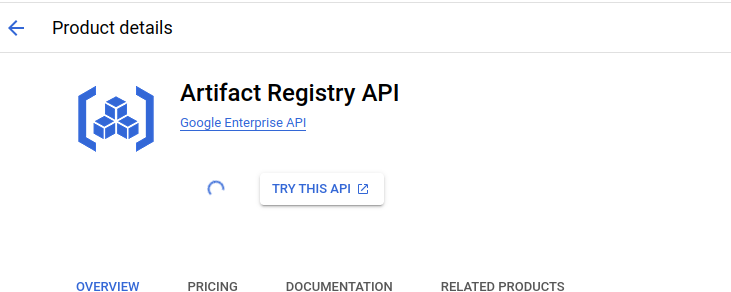 Product details
Artifact Registry API
Google Enterprise API
TRY THIS API
OVERVIEW PRICING DOCUMENTATION RELATED PRODUCTS